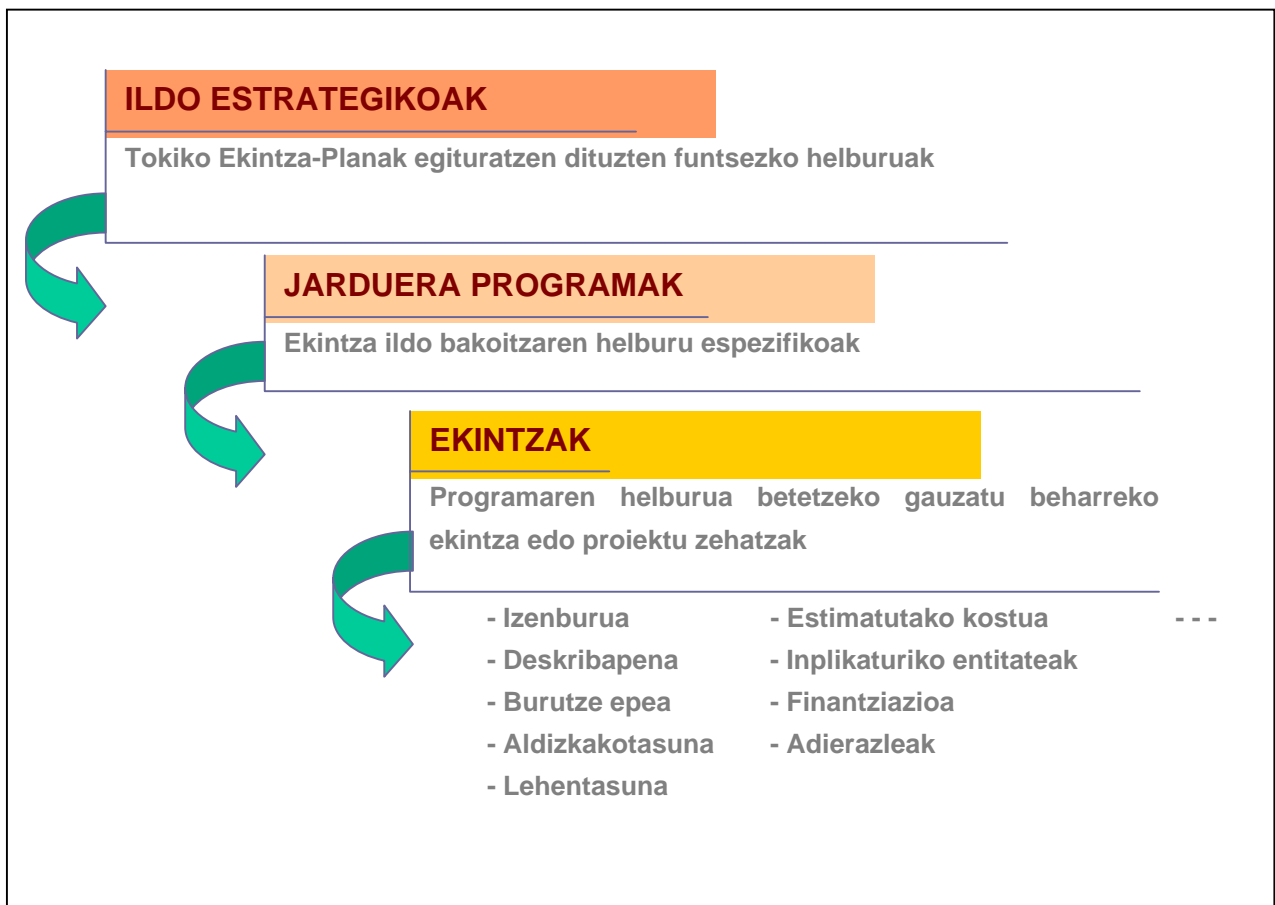 ILDO ESTRATEGIKOAK
Tokiko Ekintza-Planak egituratzen dituzten funtsezko helburuak
JARDUERA PROGRAMAK
Ekintza ildo bakoitzaren helburu espezifikoak
EKINTZAK
Programaren helburua betetzeko gauzatu beharreko
ekintza edo proiektu zehatzak
- Izenburua - Estimatutako kostua - - -
- Deskribapena - Inplikaturiko entitateak
- Burutze epea - Finantziazioa
- Aldizkakotasuna - Adierazleak
- Lehentasuna